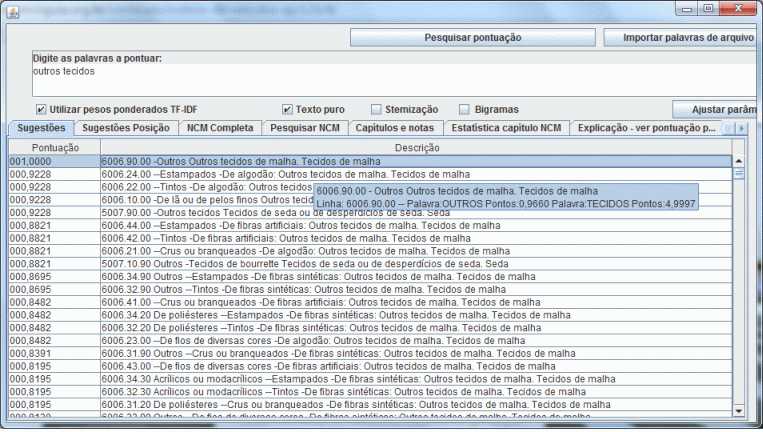 Pesquisar pontuação
Importar palavras de arquivo
Digite as palavras a pontuar:
outros tecidos
Utilizar pesos ponderados TF-IDF
Texto puro
Stemização
Bigramas
Ajustar parâm
Sugestões
Sugestões Posição
NCM Completa
Pesquisar NCM
Capítulos e notas
Estatística capítulo NCM
Explicação - ver pontuação p...
Pontuação Descrição
001,0000 6006.90.00 -Outros Outros tecidos de malha. Tecidos de malha
000,9228 6006.24.00 --Estampados -De algodão: Outros tecidos de malha. Tecidos de malha
000,9228 6006.22.00 --Tintos -De algodão: Outros tecidos
000,9228 6006.10.00 -De lã ou de pelos finos Outros tecid
6006.90.00 - Outros Outros tecidos de malha. Tecidos de malha
Linha: 6006.90.00 -- Palavra:OUTROS Pontos:0,9660 Palavra:TECIDOS Pontos:4,9997
000,9228 5007.90.00 -Outros tecidos Tecidos de seda ou de desperdícios de seda. Seda
000,8821 6006.44.00 --Estampados -De fibras artificiais: Outros tecidos de malha. Tecidos de malha
000,8821 6006.42.00 --Tintos -De fibras artificiais: Outros tecidos de malha. Tecidos de malha
000,8821 6006.21.00 --Crus ou branqueados -De algodão: Outros tecidos de malha. Tecidos de malha
000,8821 5007.10.90 Outros -Tecidos de bourrette Tecidos de seda ou de desperdícios de seda. Seda
000,8695 6006.34.90 Outros --Estampados -De fibras sintéticas: Outros tecidos de malha. Tecidos de malha
000,8695 6006.32.90 Outros --Tintos -De fibras sintéticas: Outros tecidos de malha. Tecidos de malha
000,8482 6006.41.00 --Crus ou branqueados -De fibras artificiais: Outros tecidos de malha. Tecidos de malha
000,8482 6006.34.20 De poliésteres --Estampados -De fibras sintéticas: Outros tecidos de malha. Tecidos de malha
000,8482 6006.32.20 De poliésteres --Tintos -De fibras sintéticas: Outros tecidos de malha. Tecidos de malha
000,8482 6006.23.00 --De fios de diversas cores -De algodão: Outros tecidos de malha. Tecidos de malha
000,8391 6006.31.90 Outros --Crus ou branqueados -De fibras sintéticas: Outros tecidos de malha. Tecidos de malha
000,8195 6006.43.00 --De fios de diversas cores -De fibras artificiais: Outros tecidos de malha. Tecidos de malha
000,8195 6006.34.30 Acrílicos ou modacrílicos --Estampados -De fibras sintéticas: Outros tecidos de malha. Tecidos de malha
000,8195 6006.32.30 Acrílicos ou modacrílicos --Tintos -De fibras sintéticas: Outros tecidos de malha. Tecidos de malha
000,8195 6006.31.20 De poliésteres --Crus ou branqueados -De fibras sintéticas: Outros tecidos de malha. Tecidos de malha